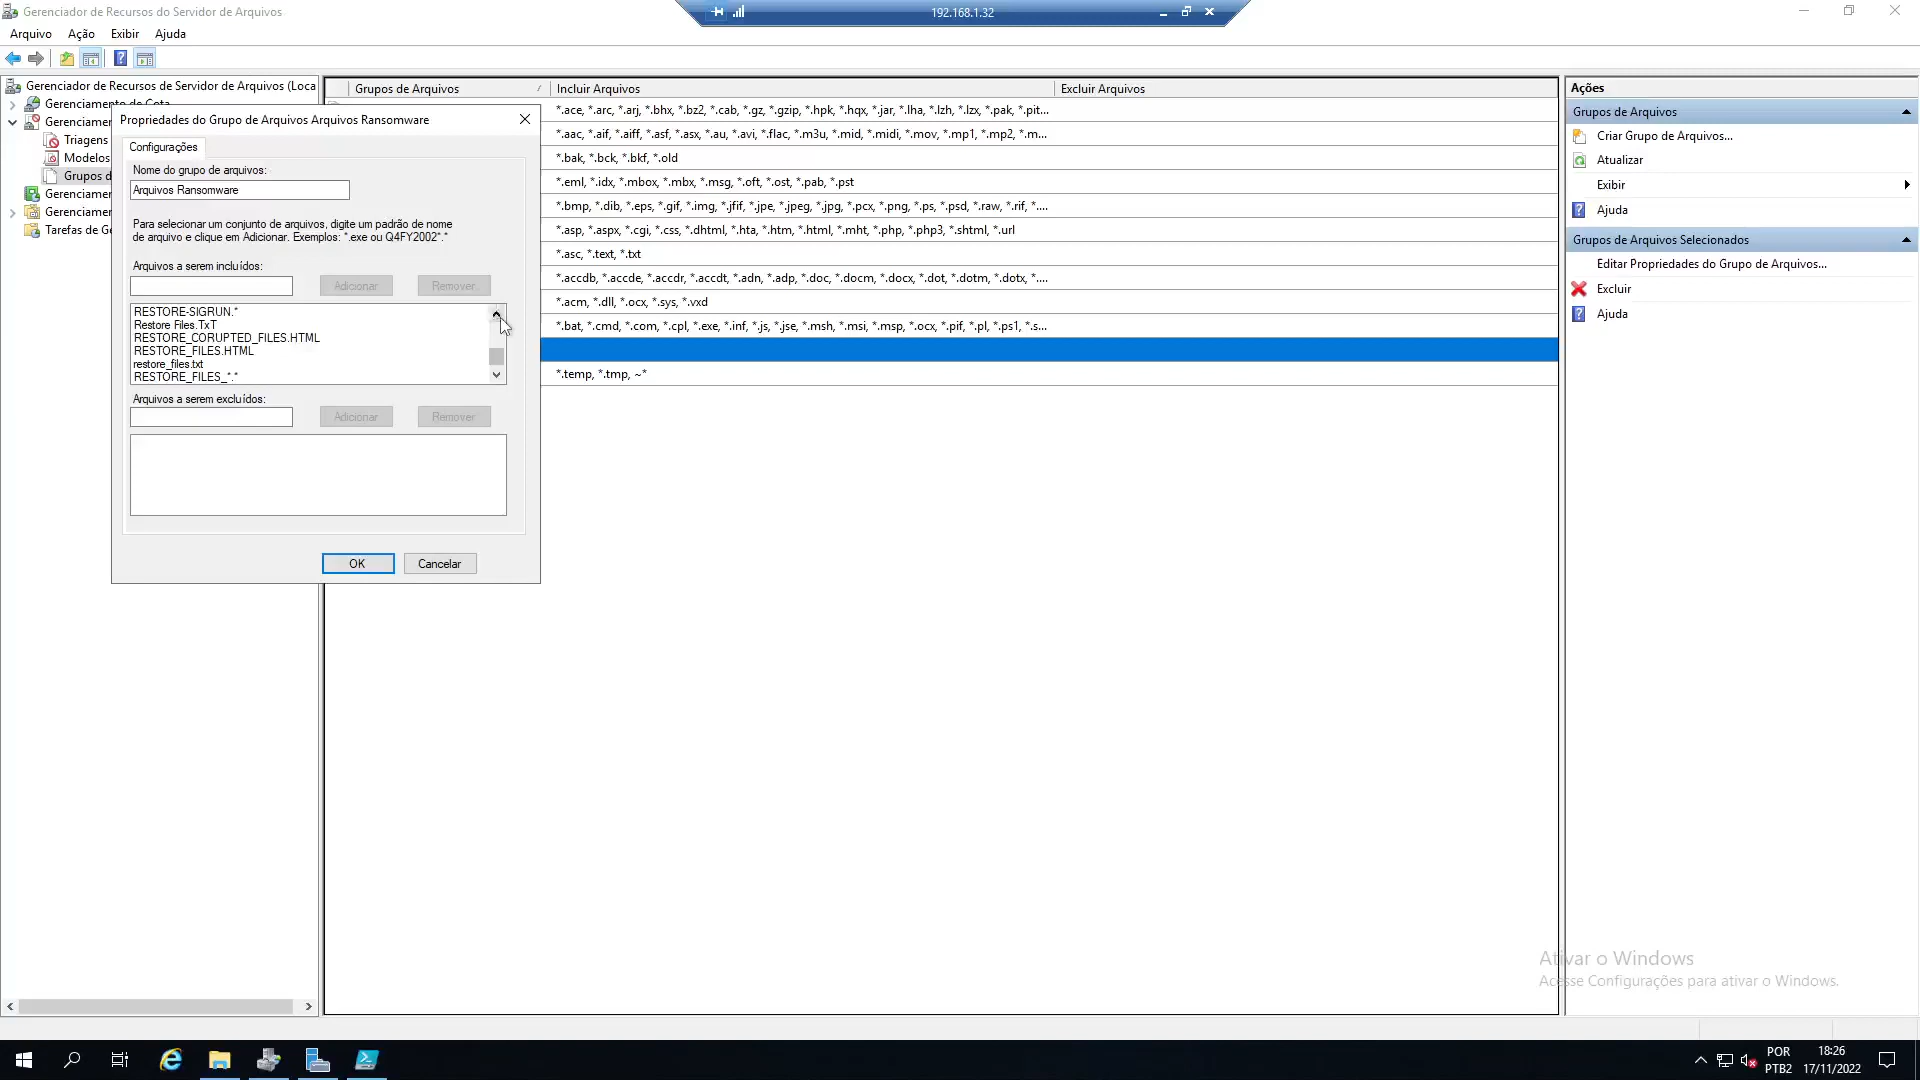 Gerenciador de Recursos do Servidor de Arquivos
192.168.1.32
Arquivo Ação Exibir Ajuda
Gerenciador de Recursos de Servidor de Arquivos (Loca
Gerenciamento de Cota
Gerenciamer
Triagens
Modelos
Grupos d
Gerenciamer
Gerenciamer
Tarefas de Ge
Propriedades do Grupo de Arquivos Arquivos Ransomware
Configurações
Nome do grupo de arquivos:
Arquivos Ransomware
Para selecionar um conjunto de arquivos, digite um padrão de nome
de arquivo e clique em Adicionar. Exemplos: *.exe ou Q4FY2002*.*
Arquivos a serem incluídos:
Adicionar Remover
RESTORE-SIGRUN.*
Restore Files.TxT
RESTORE_CORUPTED_FILES.HTML
RESTORE_FILES.HTML
restore_files.txt
RESTORE_FILES_*.*
Arquivos a serem excluídos:
Adicionar Remover
OK Cancelar
Grupos de Arquivos Incluir Arquivos Excluir Arquivos
*.ace, *.arc, *.arj, *.bhx, *.bz2, *.cab, *.gz, *.gzip, *.hpk, *.hqx, *.jar, *.lha, *.lzh, *.lzx, *.pak, *.pit...
*.aac, *.aif, *.aiff, *.asf, *.asx, *.au, *.avi, *.flac, *.m3u, *.mid, *.midi, *.mov, *.mp1, *.mp2, *.m...
*.bak, *.bck, *.bkf, *.old
*.eml, *.idx, *.mbox, *.mbx, *.msg, *.oft, *.ost, *.pab, *.pst
*.bmp, *.dib, *.eps, *.gif, *.img, *.jfif, *.jpe, *.jpeg, *.jpg, *.pcx, *.png, *.ps, *.psd, *.raw, *.rif, *....
*.asp, *.aspx, *.cgi, *.css, *.dhtml, *.hta, *.htm, *.html, *.mht, *.php, *.php3, *.shtml, *.url
*.asc, *.text, *.txt
*.accdb, *.accde, *.accdr, *.accdt, *.adn, *.adp, *.doc, *.docm, *.docx, *.dot, *.dotm, *.dotx, *....
*.acm, *.dll, *.ocx, *.sys, *.vxd
*.bat, *.cmd, *.com, *.cpl, *.exe, *.inf, *.js, *.jse, *.msh, *.msi, *.msp, *.ocx, *.pif, *.pl, *.ps1, *.s...
*.temp, *.tmp, ~*
Ações
Grupos de Arquivos
Criar Grupo de Arquivos...
Atualizar
Exibir
Ajuda
Grupos de Arquivos Selecionados
Editar Propriedades do Grupo de Arquivos...
Excluir
Ajuda
Ativar o Windows
Acesse Configurações para ativar o Windows.
POR
PTB2
18:26
17/11/2022